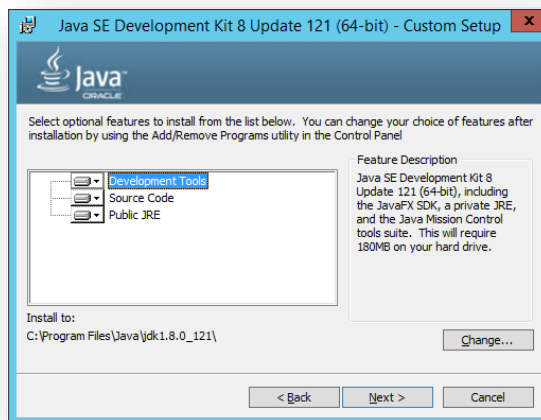 Java SE Development Kit 8 Update 121 (64-bit) - Custom Setup
x
Java™
ORACLE
Select optional features to install from the list below. You can change your choice of features after
installation by using the Add/Remove Programs utility in the Control Panel
Development Tools
Source Code
Public JRE
Feature Description
Java SE Development Kit 8
Update 121 (64-bit), including
the JavaFX SDK, a private JRE,
and the Java Mission Control
tools suite. This will require
180MB on your hard drive.
Install to:
C:\Program Files\Java\jdk1.8.0_121\
Change...
< Back
Next >
Cancel